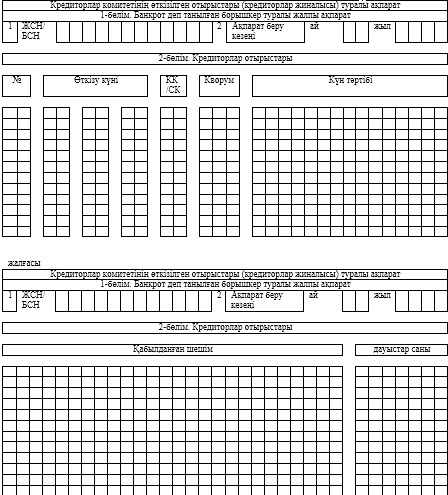 Кредиторлар комитетінің өткізілген отырыстары (кредиторлар жиналысы) туралы ақпарат
1-бөлім. Банкрот деп танылған борышкер туралы жалпы ақпарат
1 ЖСН/ БСН 2 Ақпарат беру кезеңі ай жыл
2-бөлім. Кредиторлар отырыстары
№ Өткізу күні КК /СК Кворум Күн тәртібі
жалғасы
Кредиторлар комитетінің өткізілген отырыстары (кредиторлар жиналысы) туралы ақпарат
1-бөлім. Банкрот деп танылған борышкер туралы жалпы ақпарат
1 ЖСН/ БСН 2 Ақпарат беру кезеңі ай жыл
2-бөлім. Кредиторлар отырыстары
Қабылданған шешім дауыстар саны